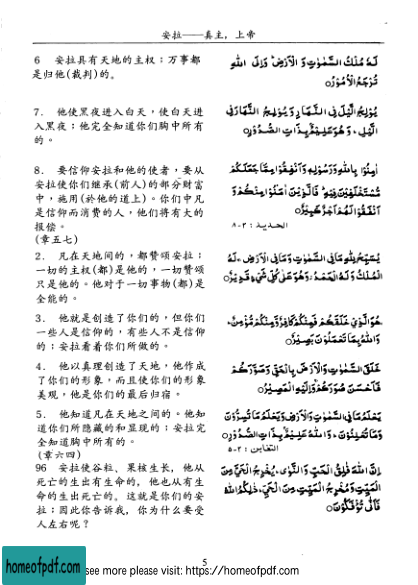 安拉——真主，上帝
6 安拉具有天地的主权；万事都
是归他(裁判)的。
لَهُ مُلْكُ السَّمٰوٰتِ وَ الْاَرْضِ وَاِلَى اللّٰهِ
تُرْجَعُ الْاُمُوْرُ○
7. 他使黑夜进入白天，使白天进
入黑夜；他完全知道你们胸中所有
的。
يُوْلِجُ الَّيْلَ فِى النَّهَارِ وَيُوْلِجُ النَّهَارَ فِى
الَّيْلِ، وَهُوَ عَلِيْمٌۢ بِذَاتِ الصُّدُوْرِ○
8. 要信仰安拉和他的使者，要从
安拉使你们继承(前人)的部分财富
中，施用(於他的道上)。你们中凡
是信仰而消费的人，他们将有大的
报偿。
(章五七)
اٰمِنُوْا بِاللّٰهِ وَرَسُوْلِهٖ وَاَنْفِقُوْا مِمَّا جَعَلَكُمْ
مُّسْتَخْلَفِيْنَ فِيْهِ فَالَّذِيْنَ اٰمَنُوْا مِنْكُمْ وَ
اَنْفَقُوْا لَهُمْ اَجْرٌ كَبِيْرٌ○
الحديد : ٣-٨
2. 凡在天地间的，都赞颂安拉；
一切的主权(都)是他的，一切赞颂
只是他的。他对于一切事物(都)是
全能的。
يُسَبِّحُ لِلّٰهِ مَا فِى السَّمٰوٰتِ وَمَا فِى الْاَرْضِ، لَهُ
الْمُلْكُ وَ لَهُ الْحَمْدُ، وَهُوَ عَلٰى كُلِّ شَيْءٍ قَدِيْرٌ○
3. 他就是创造了你们的，但你们
一些人是信仰的，有些人不是信仰
的；安拉看着你们所做的。
هُوَ الَّذِيْ خَلَقَكُمْ فَمِنْكُمْ كَافِرٌ وَّمِنْكُمْ مُّؤْمِنٌ،
وَاللّٰهُ بِمَا تَعْمَلُوْنَ بَصِيْرٌ○
4. 他以真理创造了天地，他作成
了你们的形象，而且使你们的形象
美观，他是你们的最后归宿。
خَلَقَ السَّمٰوٰتِ وَالْاَرْضَ بِالْحَقِّ وَصَوَّرَكُمْ
فَاَحْسَنَ صُوَرَكُمْ وَاِلَيْهِ الْمَصِيْرُ○
5. 他知道凡在天地之间的。他知
道你们所隐藏的和显现的；安拉完
全知道胸中所有的。
(章六四)
يَعْلَمُ مَا فِى السَّمٰوٰتِ وَالْاَرْضِ وَيَعْلَمُ مَا تُسِرُّوْنَ
وَمَا تُعْلِنُوْنَ، وَاللّٰهُ عَلِيْمٌۢ بِذَاتِ الصُّدُوْرِ○
التغابن : ٢-٥
96 安拉使谷粒、果核生长，他从
死亡的生出有生命的，他也从有生
命的生出死亡的。这就是你们的安
拉；因此你告诉我，你为什么要受
人左右呢？
اِنَّ اللّٰهَ فَالِقُ الْحَبِّ وَالنَّوٰى، يُخْرِجُ الْحَيَّ مِنَ
الْمَيِّتِ وَمُخْرِجُ الْمَيِّتِ مِنَ الْحَيِّ، ذٰلِكُمُ اللّٰهُ
فَاَنّٰى تُؤْفَكُوْنَ○
5
homeofpdf.com
see more please visit: https://homeofpdf.com